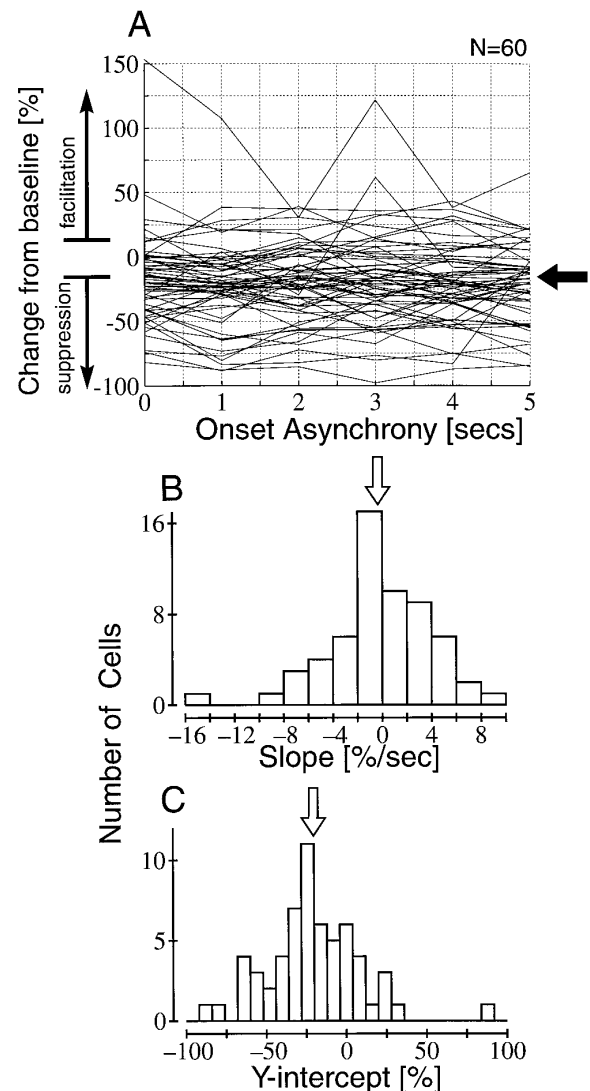 A
N=60
Change from baseline [%]
facilitation
suppression
150
100
50
0
-50
-100
0 1 2 3 4 5
Onset Asynchrony [secs]
B
Number of Cells
16
8
0
−16 −12 −8 −4 0 4 8
Slope [%/sec]
C
10
5
0
−100 −50 0 50 100
Y-intercept [%]